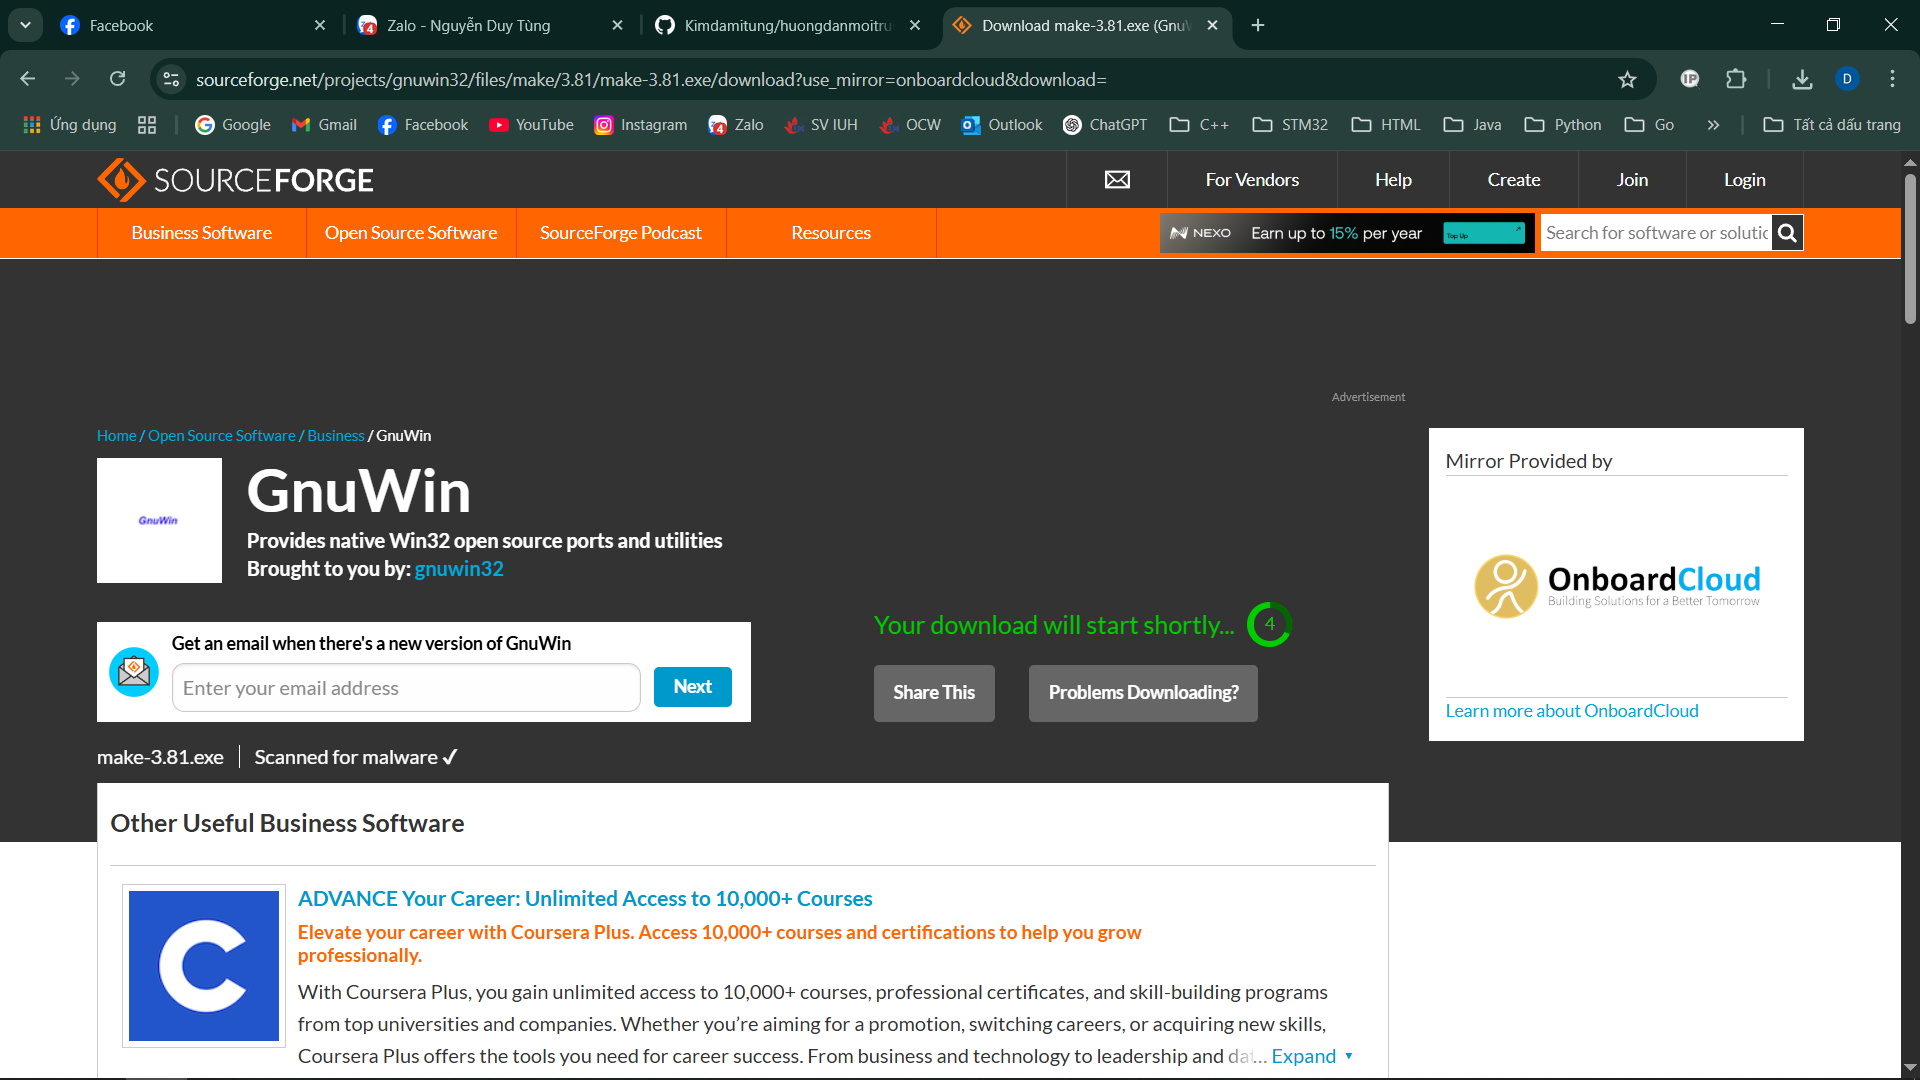 Facebook
Zalo - Nguyễn Duy Tùng
Kimdamitung/huongdanmoitru
Download make-3.81.exe (GnuW
sourceforge.net/projects/gnuwin32/files/make/3.81/make-3.81.exe/download?use_mirror=onboardcloud&download=
IP
D
Ứng dụng
Google
Gmail
Facebook
YouTube
Instagram
Zalo
SV IUH
OCW
Outlook
ChatGPT
C++
STM32
HTML
Java
Python
Go
Tất cả dấu trang
SOURCEFORGE
For Vendors
Help
Create
Join
Login
Business Software
Open Source Software
SourceForge Podcast
Resources
NEXO
Earn up to 15% per year
Top Up
Search for software or solutic
Advertisement
Home / Open Source Software / Business / GnuWin
GnuWin
GnuWin
Provides native Win32 open source ports and utilities
Brought to you by: gnuwin32
Mirror Provided by
OnboardCloud
Building Solutions for a Better Tomorrow
Learn more about OnboardCloud
Get an email when there's a new version of GnuWin
Enter your email address
Next
Your download will start shortly... 4
Share This
Problems Downloading?
make-3.81.exe
Scanned for malware ✓
Other Useful Business Software
ADVANCE Your Career: Unlimited Access to 10,000+ Courses
Elevate your career with Coursera Plus. Access 10,000+ courses and certifications to help you grow
professionally.
With Coursera Plus, you gain unlimited access to 10,000+ courses, professional certificates, and skill-building programs
from top universities and companies. Whether you’re aiming for a promotion, switching careers, or acquiring new skills,
Coursera Plus offers the tools you need for career success. From business and technology to leadership and dat... Expand